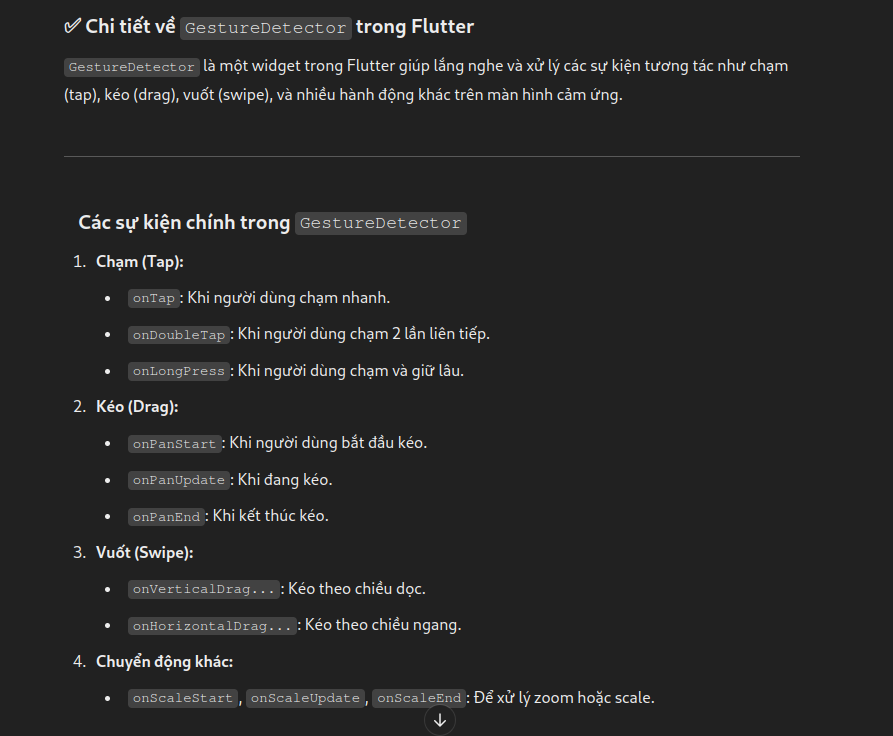 ✅ Chi tiết về GestureDetector trong Flutter
GestureDetector là một widget trong Flutter giúp lắng nghe và xử lý các sự kiện tương tác như chạm
(tap), kéo (drag), vuốt (swipe), và nhiều hành động khác trên màn hình cảm ứng.
Các sự kiện chính trong GestureDetector
1. Chạm (Tap):
• onTap: Khi người dùng chạm nhanh.
• onDoubleTap: Khi người dùng chạm 2 lần liên tiếp.
• onLongPress: Khi người dùng chạm và giữ lâu.
2. Kéo (Drag):
• onPanStart: Khi người dùng bắt đầu kéo.
• onPanUpdate: Khi đang kéo.
• onPanEnd: Khi kết thúc kéo.
3. Vuốt (Swipe):
• onVerticalDrag...: Kéo theo chiều dọc.
• onHorizontalDrag...: Kéo theo chiều ngang.
4. Chuyển động khác:
• onScaleStart, onScaleUpdate, onScaleEnd: Để xử lý zoom hoặc scale.